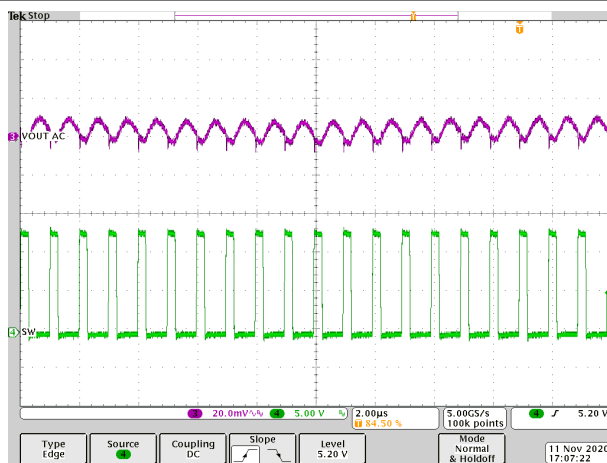 Tek Stop
T
T
3 VOUT AC
4 SW
3 20.0mV 4 5.00 V
2.00µs
T 84.50 %
5.00GS/s
100k points
4 5.20 V
Type
Edge
Source
4
Coupling
DC
Slope
Level
5.20 V
Mode
Normal
& Holdoff
11 Nov 2020
17:07:22